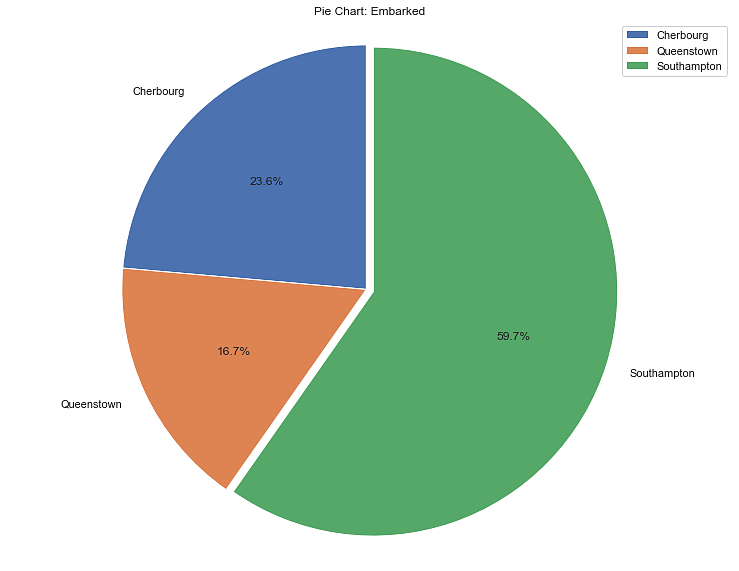 Pie Chart: Embarked
Cherbourg
Queenstown
Southampton
Cherbourg
23.6%
16.7%
59.7%
Southampton
Queenstown